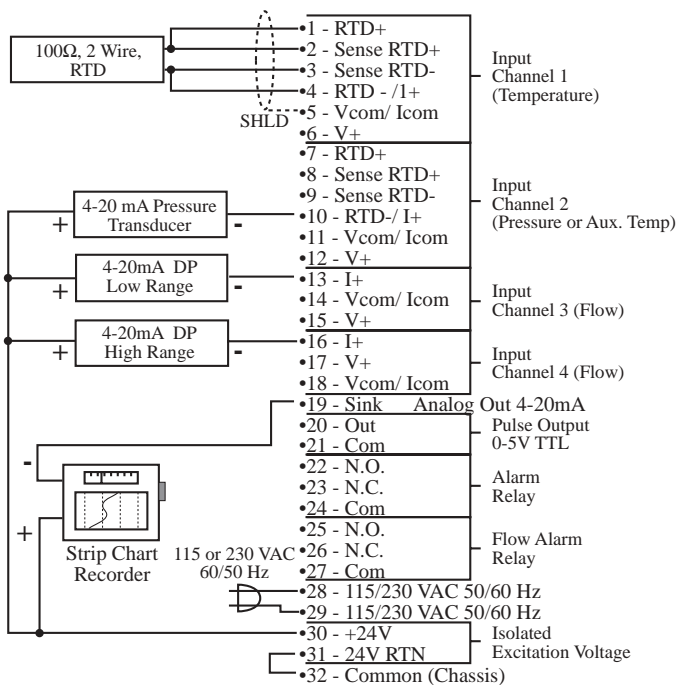 100Ω, 2 Wire,
RTD
SHLD
•1 - RTD+
•2 - Sense RTD+
•3 - Sense RTD-
•4 - RTD - /1+
•5 - Vcom/ Icom
•6 - V+
Input
Channel 1
(Temperature)
•7 - RTD+
•8 - Sense RTD+
•9 - Sense RTD-
•10 - RTD-/ I+
•11 - Vcom/ Icom
•12 - V+
Input
Channel 2
(Pressure or Aux. Temp)
+
4-20 mA Pressure
Transducer
-
+
4-20mA DP
Low Range
-
•13 - I+
•14 - Vcom/ Icom
•15 - V+
Input
Channel 3 (Flow)
+
4-20mA DP
High Range
-
•16 - I+
•17 - V+
•18 - Vcom/ Icom
Input
Channel 4 (Flow)
•19 - Sink Analog Out 4-20mA
•20 - Out
•21 - Com
Pulse Output
0-5V TTL
•22 - N.O.
•23 - N.C.
•24 - Com
Alarm
Relay
-
+
Strip Chart
Recorder
•25 - N.O.
•26 - N.C.
•27 - Com
Flow Alarm
Relay
115 or 230 VAC
60/50 Hz
•28 - 115/230 VAC 50/60 Hz
•29 - 115/230 VAC 50/60 Hz
•30 - +24V
•31 - 24V RTN
Isolated
Excitation Voltage
•32 - Common (Chassis)